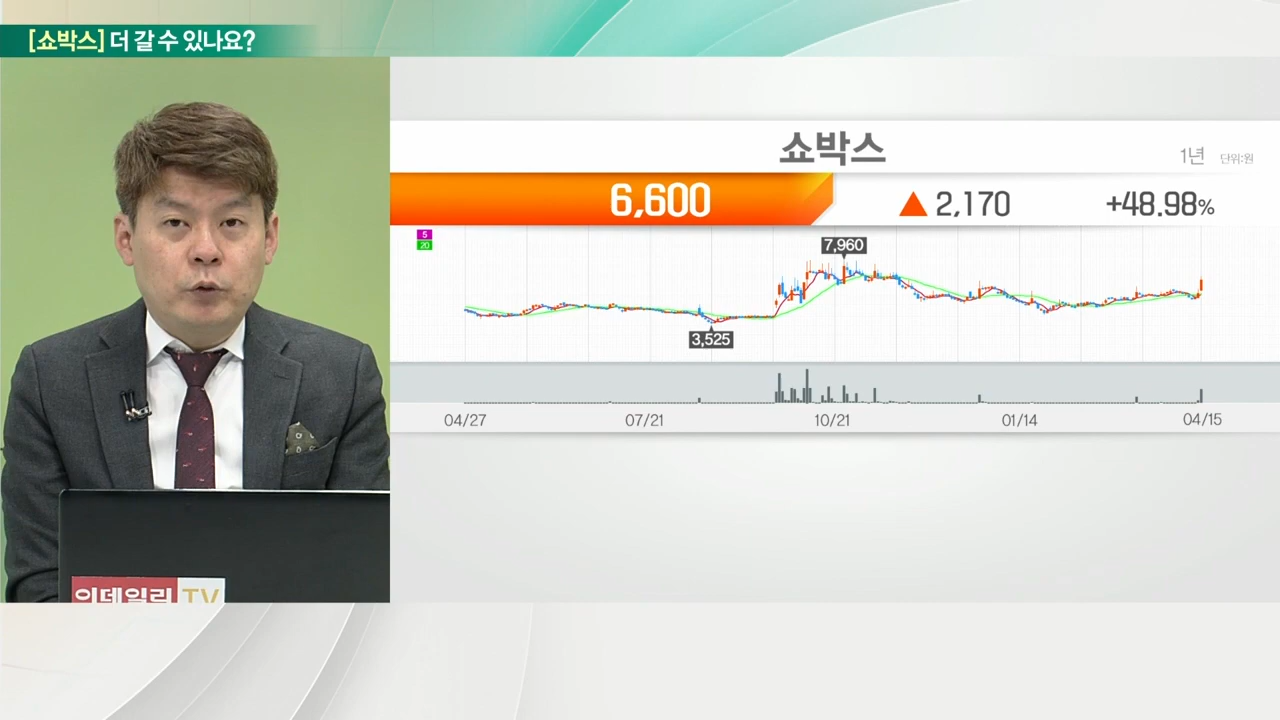 [쇼박스] 더 갈 수 있나요?
쇼박스
1년 단위:원
6,600 ▲ 2,170 +48.98%
5
20
7,960
3,525
04/27 07/21 10/21 01/14 04/15
이데일리 TV